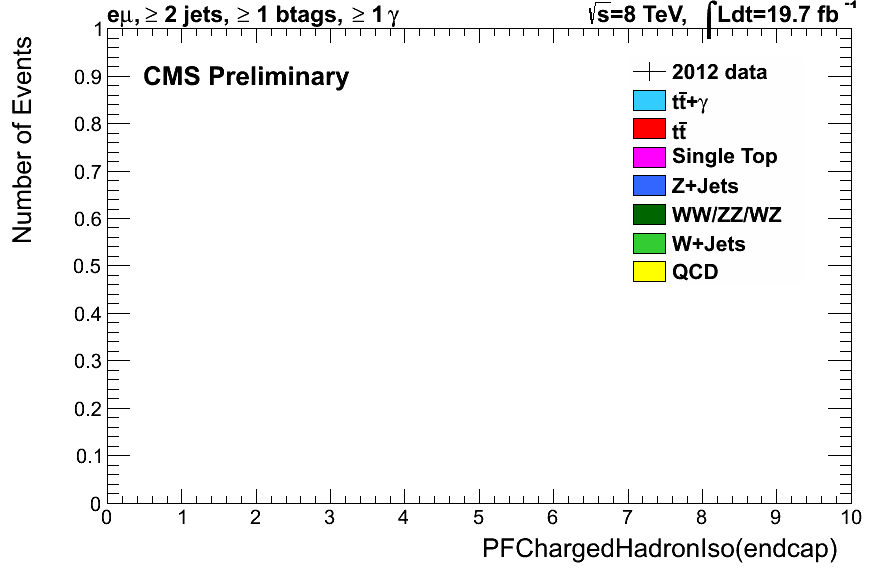 eμ, ≥ 2 jets, ≥ 1 btags, ≥ 1 γ
√s=8 TeV, ∫Ldt=19.7 fb⁻¹
CMS Preliminary
2012 data
tt̄+γ
tt̄
Single Top
Z+Jets
WW/ZZ/WZ
W+Jets
QCD
Number of Events
1
0.9
0.8
0.7
0.6
0.5
0.4
0.3
0.2
0.1
0
0 1 2 3 4 5 6 7 8 9 10
PFChargedHadronIso(endcap)